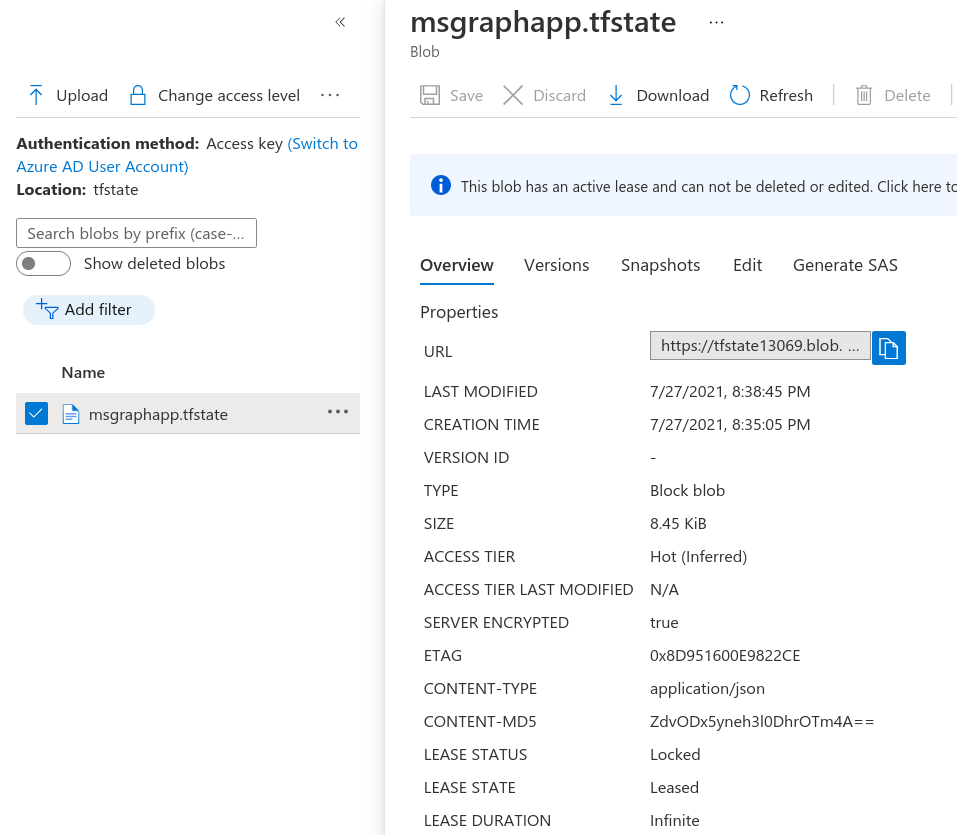 «
Upload
Change access level
...
Authentication method: Access key (Switch to
Azure AD User Account)
Location: tfstate
Search blobs by prefix (case-...
Show deleted blobs
Add filter
Name
msgraphapp.tfstate
...
msgraphapp.tfstate
...
Blob
Save
Discard
Download
Refresh
Delete
This blob has an active lease and can not be deleted or edited. Click here to
Overview
Versions
Snapshots
Edit
Generate SAS
Properties
URL https://tfstate13069.blob. ...
LAST MODIFIED 7/27/2021, 8:38:45 PM
CREATION TIME 7/27/2021, 8:35:05 PM
VERSION ID -
TYPE Block blob
SIZE 8.45 KiB
ACCESS TIER Hot (Inferred)
ACCESS TIER LAST MODIFIED N/A
SERVER ENCRYPTED true
ETAG 0x8D951600E9822CE
CONTENT-TYPE application/json
CONTENT-MD5 ZdvODx5yneh3l0DhrOTm4A==
LEASE STATUS Locked
LEASE STATE Leased
LEASE DURATION Infinite